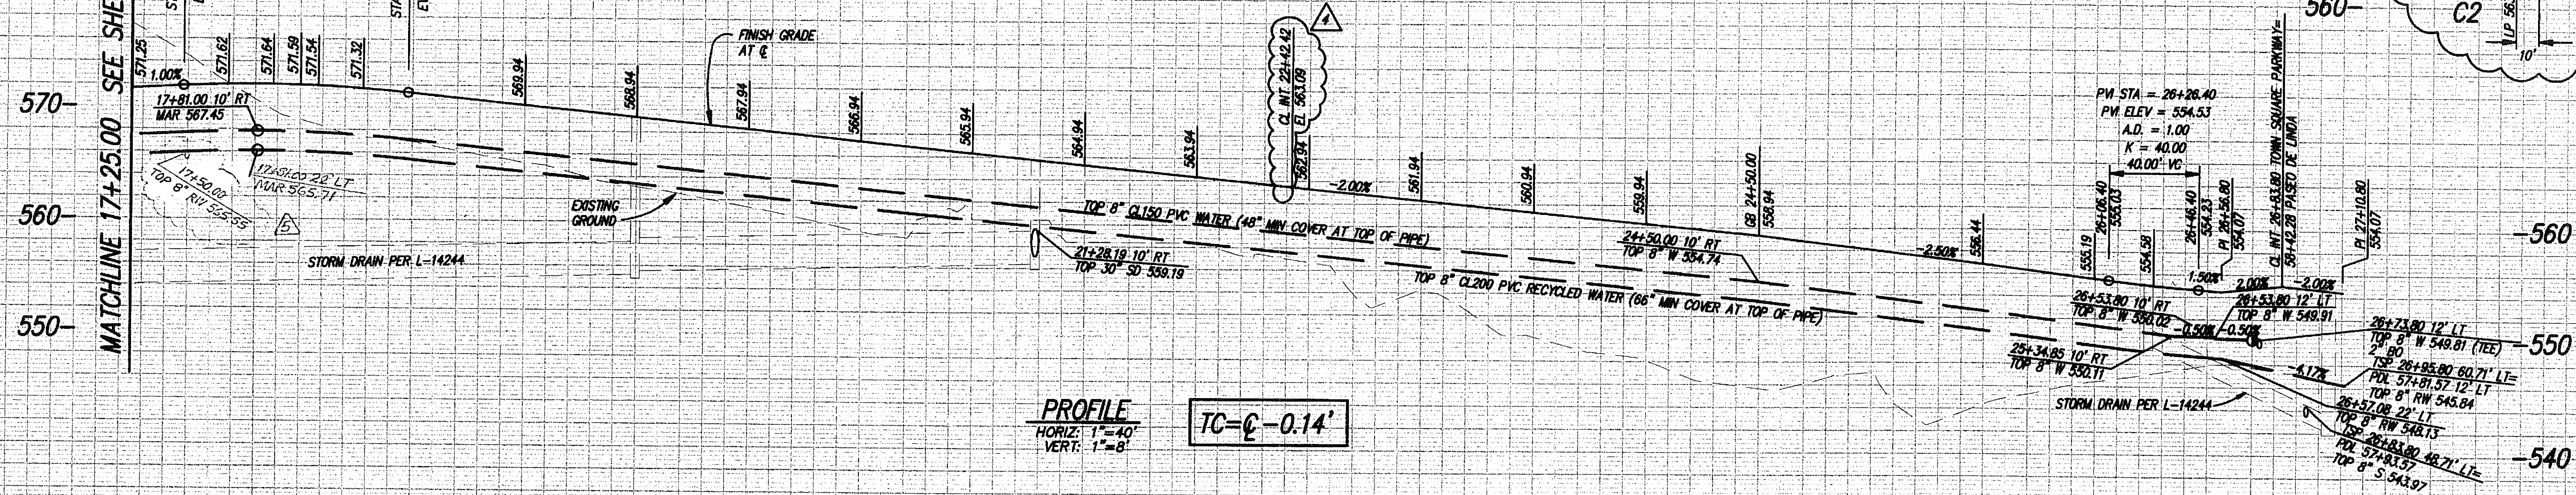 MATCHLINE 17+25.00 SEE SHE
570-
560-
550-
571.25
1.00%
571.62
571.64
571.59
571.54
571.32
569.94
568.94
567.94
566.94
565.94
564.94
563.94
562.94
561.94
560.94
559.94
FINISH GRADE
AT ℄
17+81.00 10' RT
MAR 567.45
17+81.00 22' LT
MAR 565.71
17+50.00
TOP 8" RW 565.55
5
EXISTING
GROUND
STORM DRAIN PER L-14244
21+28.19 10' RT
TOP 30" SD 559.19
TOP 8" CL150 PVC WATER (48" MIN COVER AT TOP OF PIPE)
TOP 8" CL200 PVC RECYCLED WATER (66" MIN COVER AT TOP OF PIPE)
CL INT 22+42.42
EL 563.09
4
-2.00%
GB 24+50.00
558.94
24+50.00 10' RT
TOP 8" W 554.74
-2.50%
556.44
PVI STA = 26+26.40
PVI ELEV = 554.53
A.D. = 1.00
K = 40.00
40.00' VC
555.19
26+06.40
555.03
554.58
26+46.40
554.23
PI 26+56.80
554.07
CL INT 26+83.80 TOWN SQUARE PARKWAY=
58+42.28 PASEO DE LINDA
PI 27+10.80
554.07
1.50%
2.00%
-2.00%
26+53.80 10' RT
TOP 8" W 550.02
26+53.80 12' LT
TOP 8" W 549.91
-0.50%
-0.50%
25+34.85 10' RT
TOP 8" W 550.11
26+73.80 12' LT
TOP 8" W 549.81 (TEE)
2" BO
TSP 26+95.80 60.71' LT=
PDL 57+81.57 12' LT
TOP 8" RW 545.84
-4.17%
26+57.08 22' LT
TOP 8" RW 548.13
TSP 26+83.80 48.71' LT=
PDL 57+93.57
TOP 8" S 543.97
STORM DRAIN PER L-14244
560-
C2
10'
-560
-550
-540
PROFILE
HORIZ: 1"=40'
VERT: 1"=8'
TC=℄-0.14'